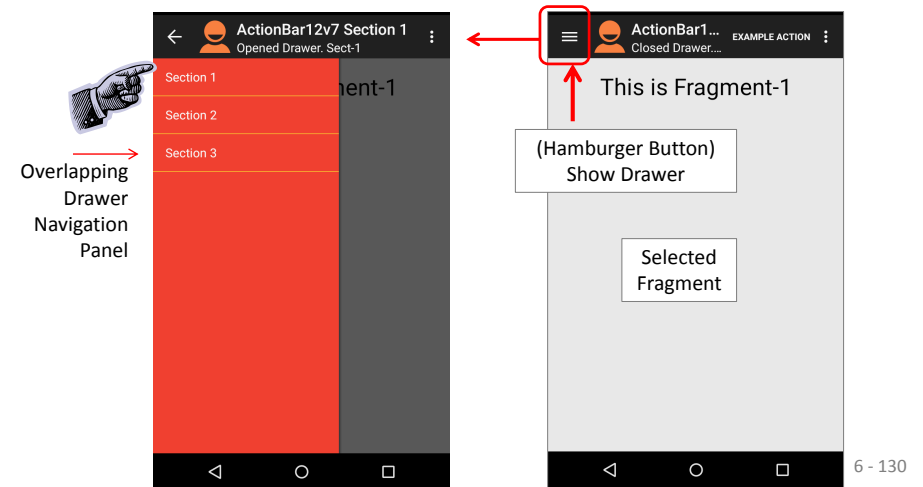 ActionBar12v7 Section 1
Opened Drawer. Sect-1
Section 1
Section 2
Section 3
ent-1
Overlapping
Drawer
Navigation
Panel
ActionBar1...
Closed Drawer....
EXAMPLE ACTION
This is Fragment-1
(Hamburger Button)
Show Drawer
Selected
Fragment
6 - 130